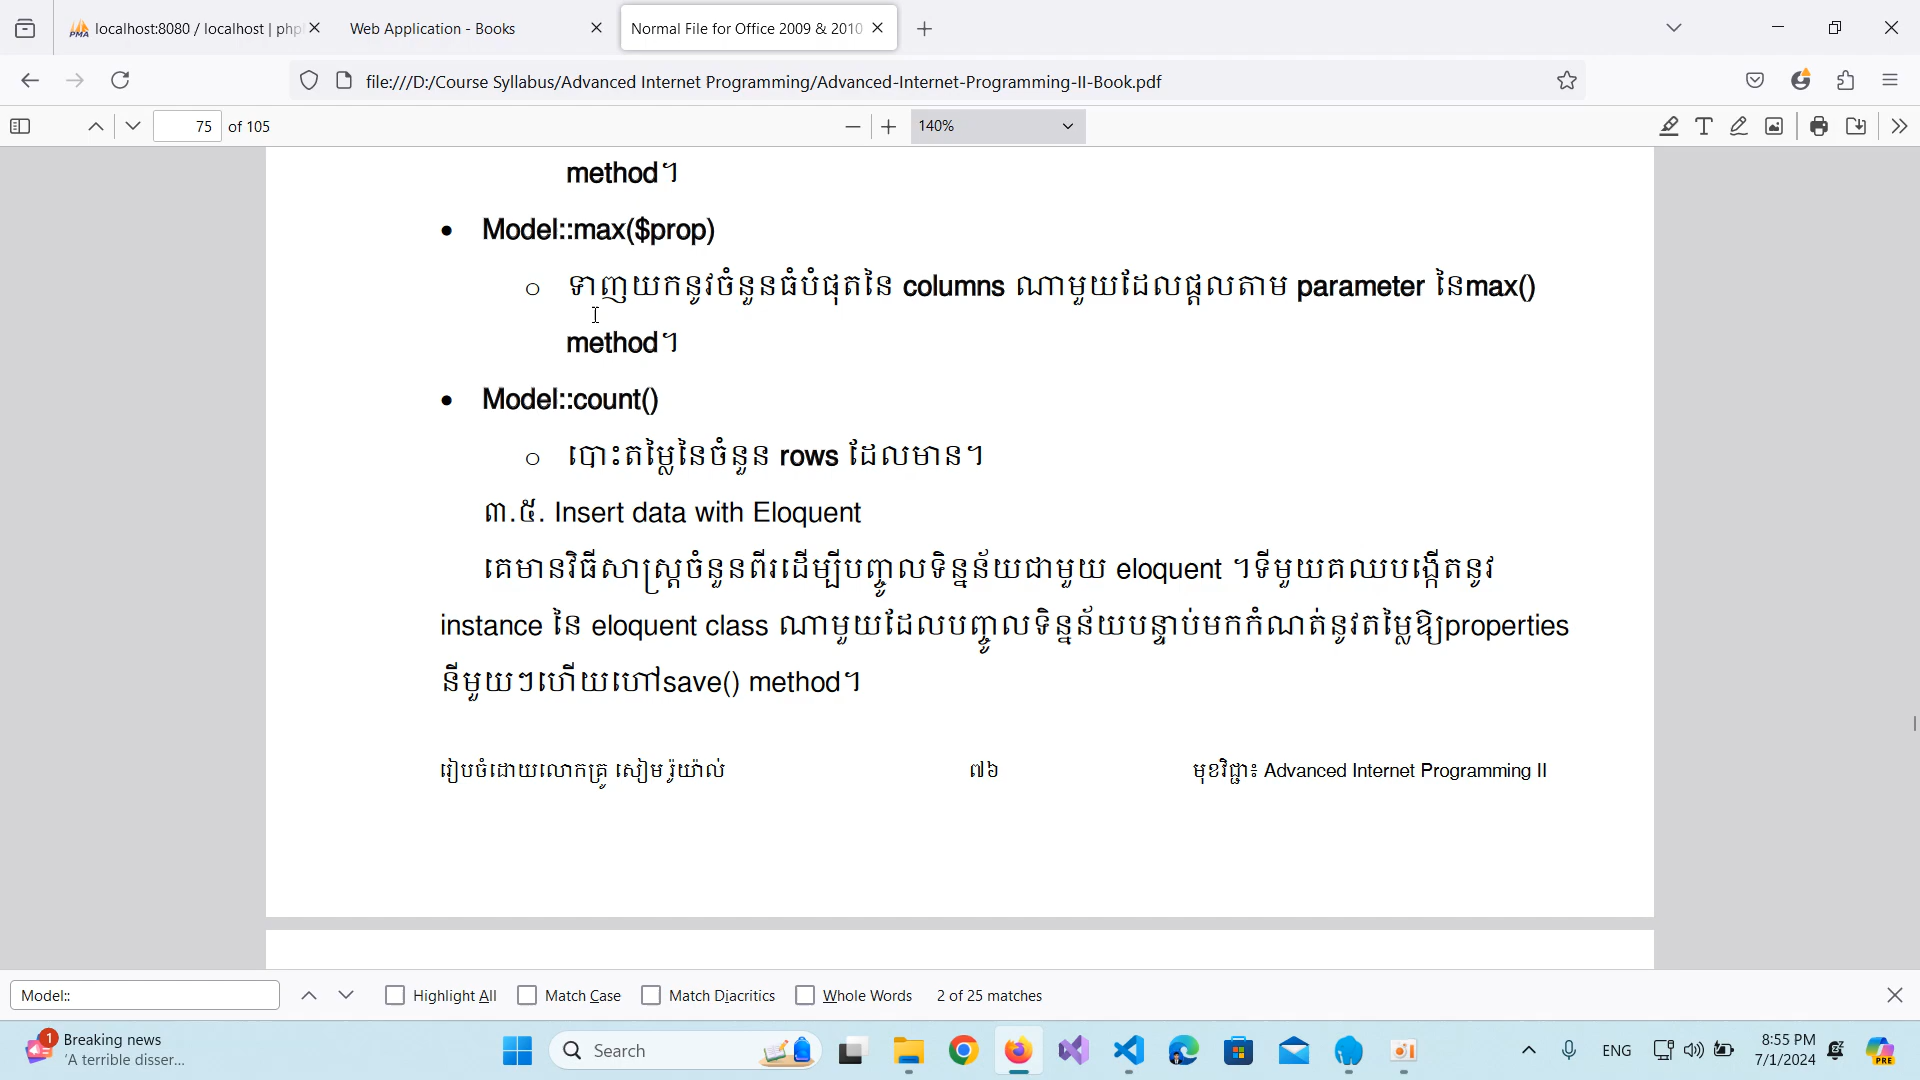 localhost:8080 / localhost | php
Web Application - Books
Normal File for Office 2009 & 2010
file:///D:/Course Syllabus/Advanced Internet Programming/Advanced-Internet-Programming-II-Book.pdf
75 of 105
140%
method។
• Model::max($prop)
o ទាញយកនូវចំនួនធំបំផុតនៃ columns ណាមួយដែលផ្តលតាម parameter នៃmax()
method។
• Model::count()
o បោះតម្លៃនៃចំនួន rows ដែលមាន។
៣.៥. Insert data with Eloquent
គេមានវិធីសាស្ត្រចំនួនពីរដើម្បីបញ្ចូលទិន្នន័យជាមួយ eloquent ។ទីមួយគឈបង្កើតនូវ
instance នៃ eloquent class ណាមួយដែលបញ្ចូលទិន្នន័យបន្ទាប់មកកំណត់នូវតម្លៃឱ្យproperties
នីមួយៗហើយហៅsave() method។
រៀបចំដោយលោកគ្រូ សៀម រ៉ូយ៉ាល់ ៧៦ មុខវិជ្ជា៖ Advanced Internet Programming II
Model:: Highlight All Match Case Match Diacritics Whole Words 2 of 25 matches
1 Breaking news
'A terrible disser...
Search
ENG
8:55 PM
7/1/2024
PRE